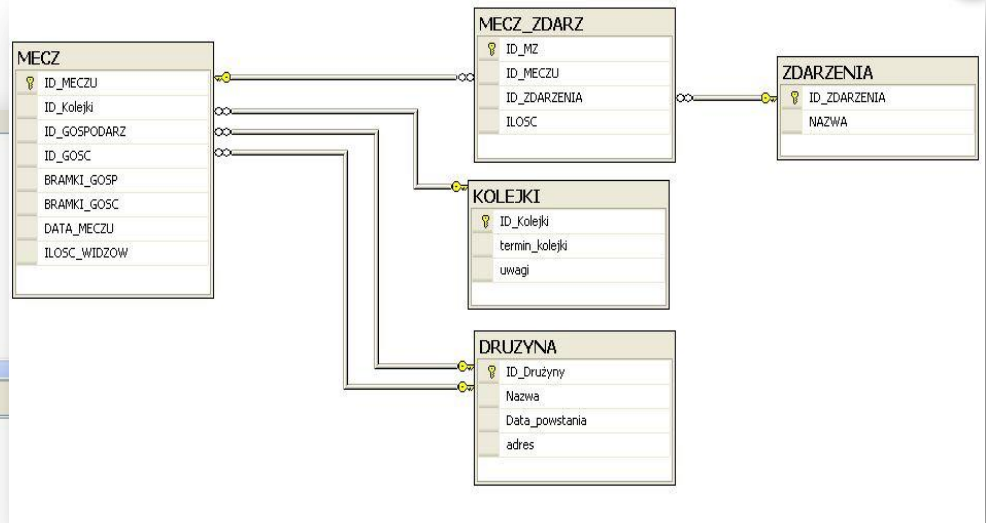 MECZ
ID_MECZU
ID_Kolejki
ID_GOSPODARZ
ID_GOSC
BRAMKI_GOSP
BRAMKI_GOSC
DATA_MECZU
ILOSC_WIDZOW
MECZ_ZDARZ
ID_MZ
ID_MECZU
ID_ZDARZENIA
ILOSC
ZDARZENIA
ID_ZDARZENIA
NAZWA
KOLEJKI
ID_Kolejki
termin_kolejki
uwagi
DRUZYNA
ID_Drużyny
Nazwa
Data_powstania
adres